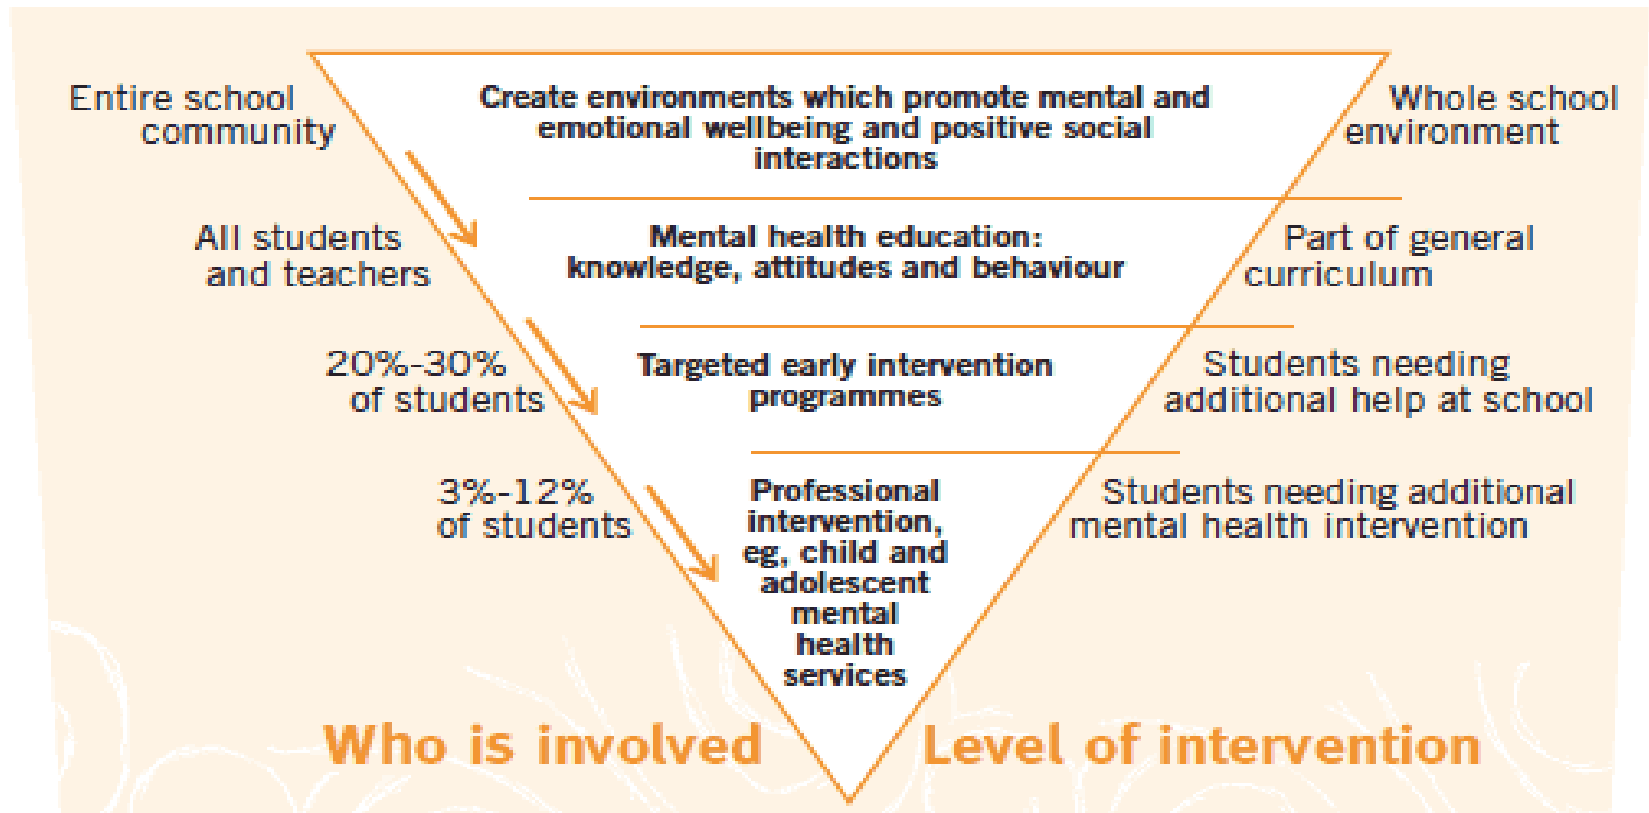 Entire school
community
Create environments which promote mental and
emotional wellbeing and positive social
interactions
Whole school
environment
All students
and teachers
Mental health education:
knowledge, attitudes and behaviour
Part of general
curriculum
20%-30%
of students
Targeted early intervention
programmes
Students needing
additional help at school
3%-12%
of students
Professional
intervention,
eg, child and
adolescent
mental
health
services
Students needing additional
mental health intervention
Who is involved
Level of intervention